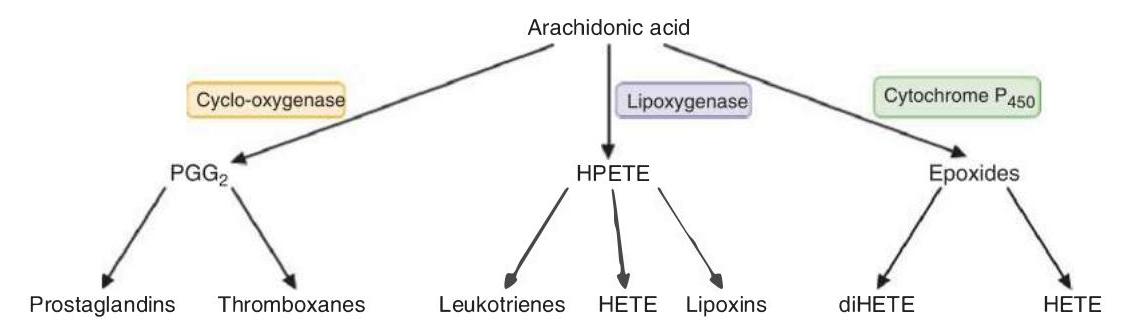 Arachidonic acid
Cyclo-oxygenase
Lipoxygenase
Cytochrome P450
PGG2
HPETE
Epoxides
Prostaglandins
Thromboxanes
Leukotrienes
HETE
Lipoxins
diHETE
HETE